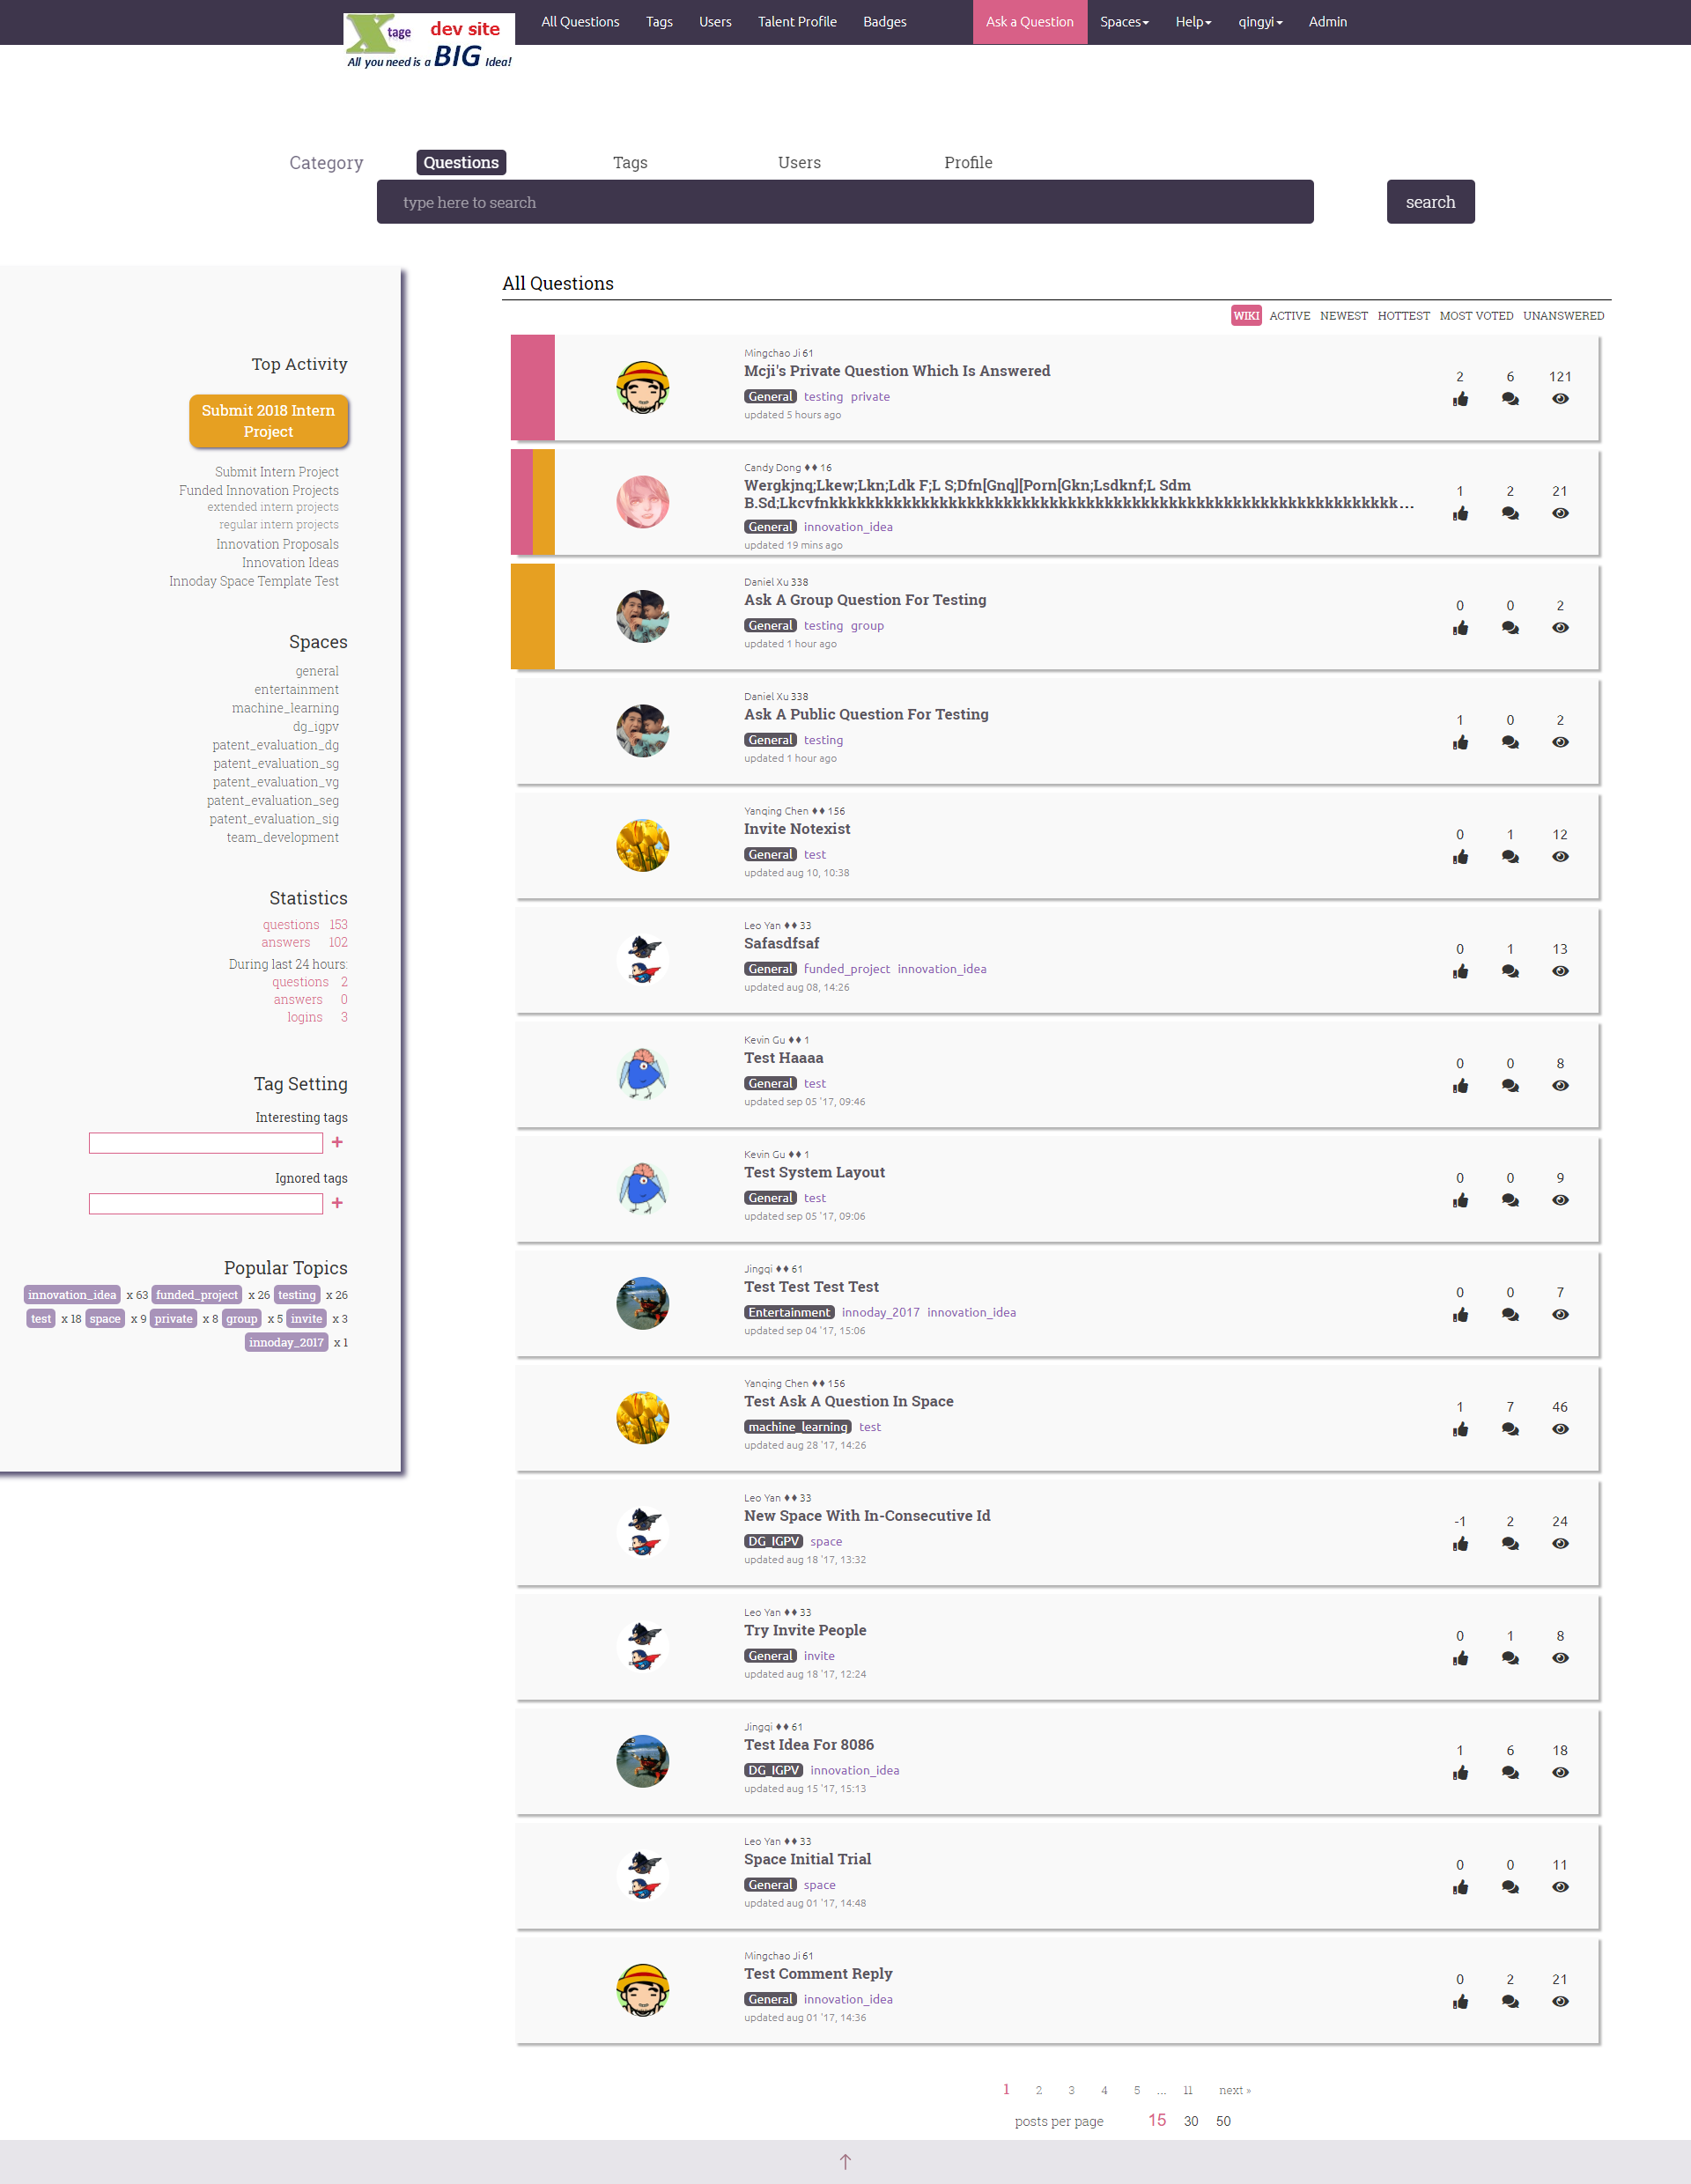 X tage dev site
All you need is a BIG Idea!
All Questions Tags Users Talent Profile Badges Ask a Question Spaces Help qingyi Admin
Category Questions Tags Users Profile
type here to search search
Top Activity
Submit 2018 Intern
Project
Submit Intern Project
Funded Innovation Projects
extended intern projects
regular intern projects
Innovation Proposals
Innovation Ideas
Innoday Space Template Test
Spaces
general
entertainment
machine_learning
dg_igpv
patent_evaluation_dg
patent_evaluation_sg
patent_evaluation_vg
patent_evaluation_seg
patent_evaluation_sig
team_development
Statistics
questions 153
answers 102
During last 24 hours:
questions 2
answers 0
logins 3
Tag Setting
Interesting tags
+
Ignored tags
+
Popular Topics
innovation_idea x 63 funded_project x 26 testing x 26
test x 18 space x 9 private x 8 group x 5 invite x 3
innoday_2017 x 1
All Questions
WIKI ACTIVE NEWEST HOTTEST MOST VOTED UNANSWERED
Mingchao Ji 61
Mcji's Private Question Which Is Answered
General testing private
updated 5 hours ago
2 6 121
Candy Dong ♦♦ 16
Wergkjnq;Lkew;Lkn;Ldk F;L S;Dfn[Gnq][Porn[Gkn;Lsdknf;L Sdm
B.Sd;Lkcvfnkkkkkkkkkkkkkkkkkkkkkkkkkkkkkkkkkkkkkkkkkkkkkkkkkkkkkkkkkkkkkk...
General innovation_idea
updated 19 mins ago
1 2 21
Daniel Xu 338
Ask A Group Question For Testing
General testing group
updated 1 hour ago
0 0 2
Daniel Xu 338
Ask A Public Question For Testing
General testing
updated 1 hour ago
1 0 2
Yanqing Chen ♦♦ 156
Invite Notexist
General test
updated aug 10, 10:38
0 1 12
Leo Yan ♦♦ 33
Safasdfsaf
General funded_project innovation_idea
updated aug 08, 14:26
0 1 13
Kevin Gu ♦♦ 1
Test Haaaa
General test
updated sep 05 '17, 09:46
0 0 8
Kevin Gu ♦♦ 1
Test System Layout
General test
updated sep 05 '17, 09:06
0 0 9
Jingqi ♦♦ 61
Test Test Test Test
Entertainment innoday_2017 innovation_idea
updated sep 04 '17, 15:06
0 0 7
Yanqing Chen ♦♦ 156
Test Ask A Question In Space
machine_learning test
updated aug 28 '17, 14:26
1 7 46
Leo Yan ♦♦ 33
New Space With In-Consecutive Id
DG_IGPV space
updated aug 18 '17, 13:32
-1 2 24
Leo Yan ♦♦ 33
Try Invite People
General invite
updated aug 18 '17, 12:24
0 1 8
Jingqi ♦♦ 61
Test Idea For 8086
DG_IGPV innovation_idea
updated aug 15 '17, 15:13
1 6 18
Leo Yan ♦♦ 33
Space Initial Trial
General space
updated aug 01 '17, 14:48
0 0 11
Mingchao Ji 61
Test Comment Reply
General innovation_idea
updated aug 01 '17, 14:36
0 2 21
1 2 3 4 5 ... 11 next »
posts per page 15 30 50
↑